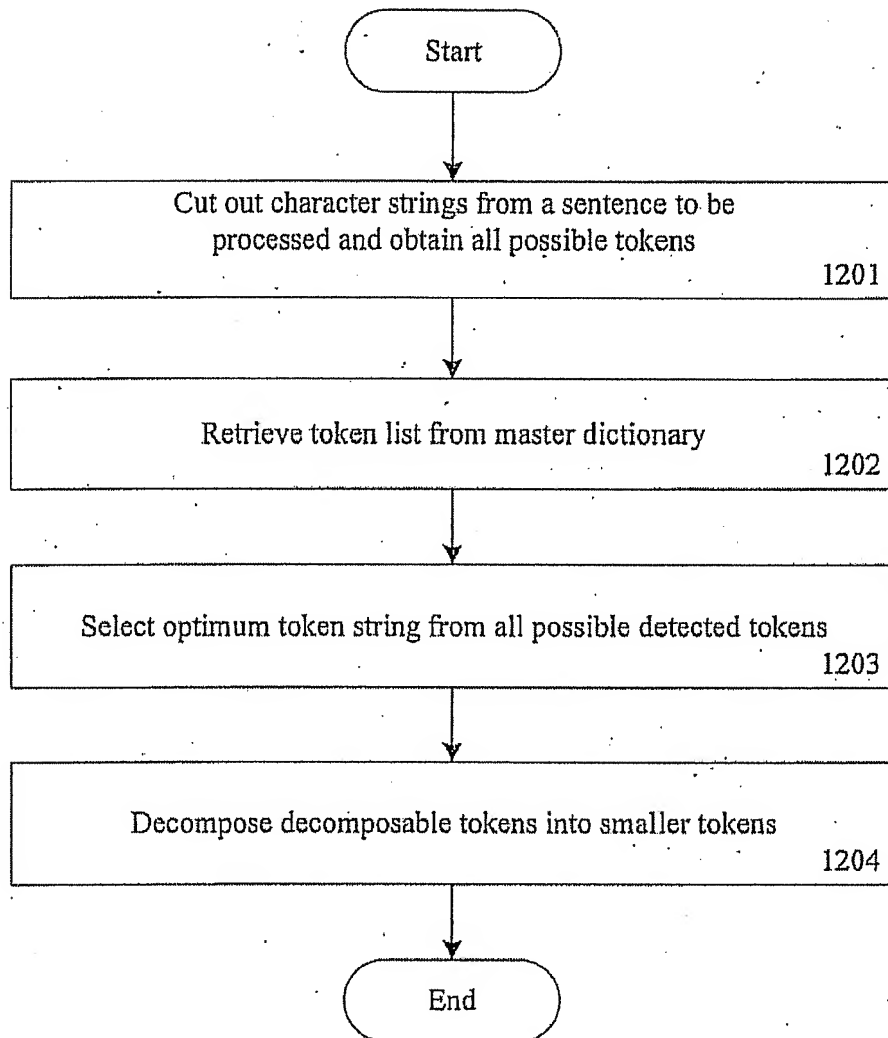 Start
Cut out character strings from a sentence to be
processed and obtain all possible tokens
1201
Retrieve token list from master dictionary
1202
Select optimum token string from all possible detected tokens
1203
Decompose decomposable tokens into smaller tokens
1204
End